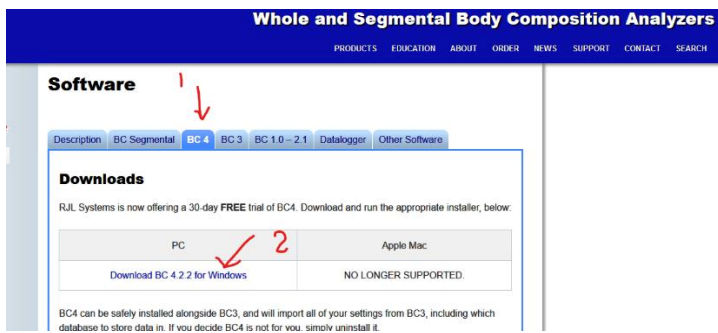 Whole and Segmental Body Composition Analyzers
PRODUCTS EDUCATION ABOUT ORDER NEWS SUPPORT CONTACT SEARCH
Software
1
Description BC Segmental BC 4 BC 3 BC 1.0 – 2.1 Datalogger Other Software
Downloads
RJL Systems is now offering a 30-day FREE trial of BC4. Download and run the appropriate installer, below:
PC Apple Mac
2
Download BC 4.2.2 for Windows NO LONGER SUPPORTED.
BC4 can be safely installed alongside BC3, and will import all of your settings from BC3, including which
database to store data in. If you decide BC4 is not for you, simply uninstall it.